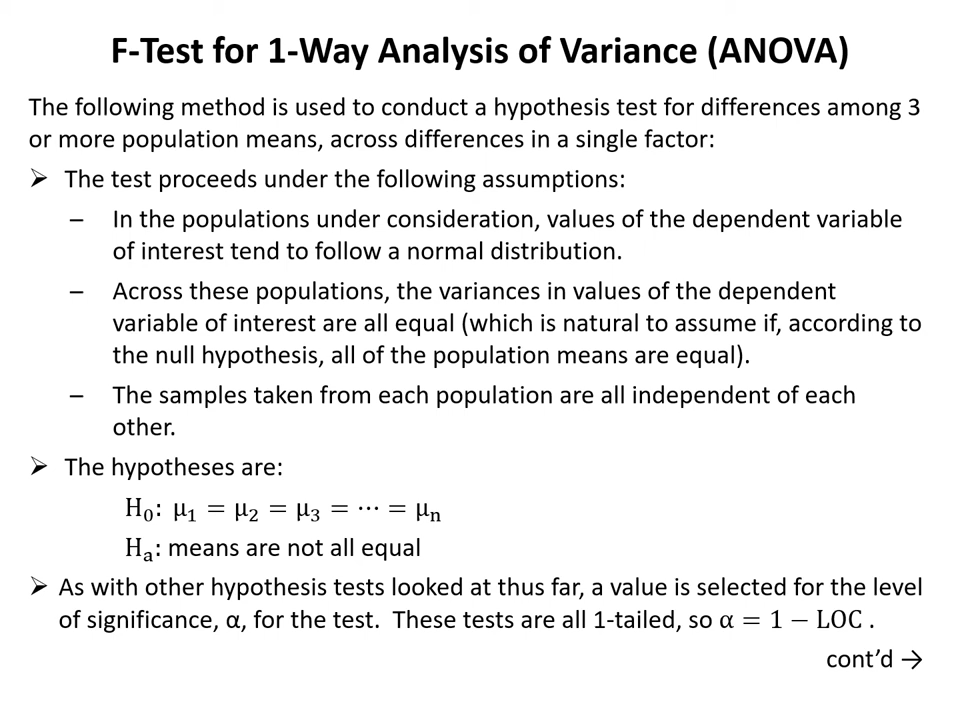 F-Test for 1-Way Analysis of Variance (ANOVA)
The following method is used to conduct a hypothesis test for differences among 3
or more population means, across differences in a single factor:
➢ The test proceeds under the following assumptions:
– In the populations under consideration, values of the dependent variable
of interest tend to follow a normal distribution.
– Across these populations, the variances in values of the dependent
variable of interest are all equal (which is natural to assume if, according to
the null hypothesis, all of the population means are equal).
– The samples taken from each population are all independent of each
other.
➢ The hypotheses are:
H₀: μ₁ = μ₂ = μ₃ = ⋯ = μₙ
Hₐ: means are not all equal
➢ As with other hypothesis tests looked at thus far, a value is selected for the level
of significance, α, for the test. These tests are all 1-tailed, so α = 1 − LOC .
cont’d →